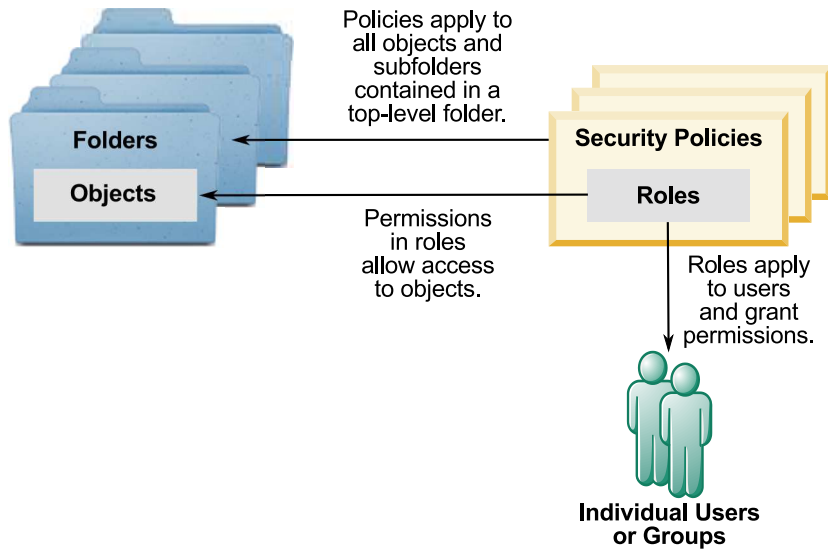 Policies apply to
all objects and
subfolders
contained in a
top-level folder.
Folders
Security Policies
Objects
Roles
Permissions
in roles
allow access
to objects.
Roles apply
to users
and grant
permissions.
Individual Users
or Groups